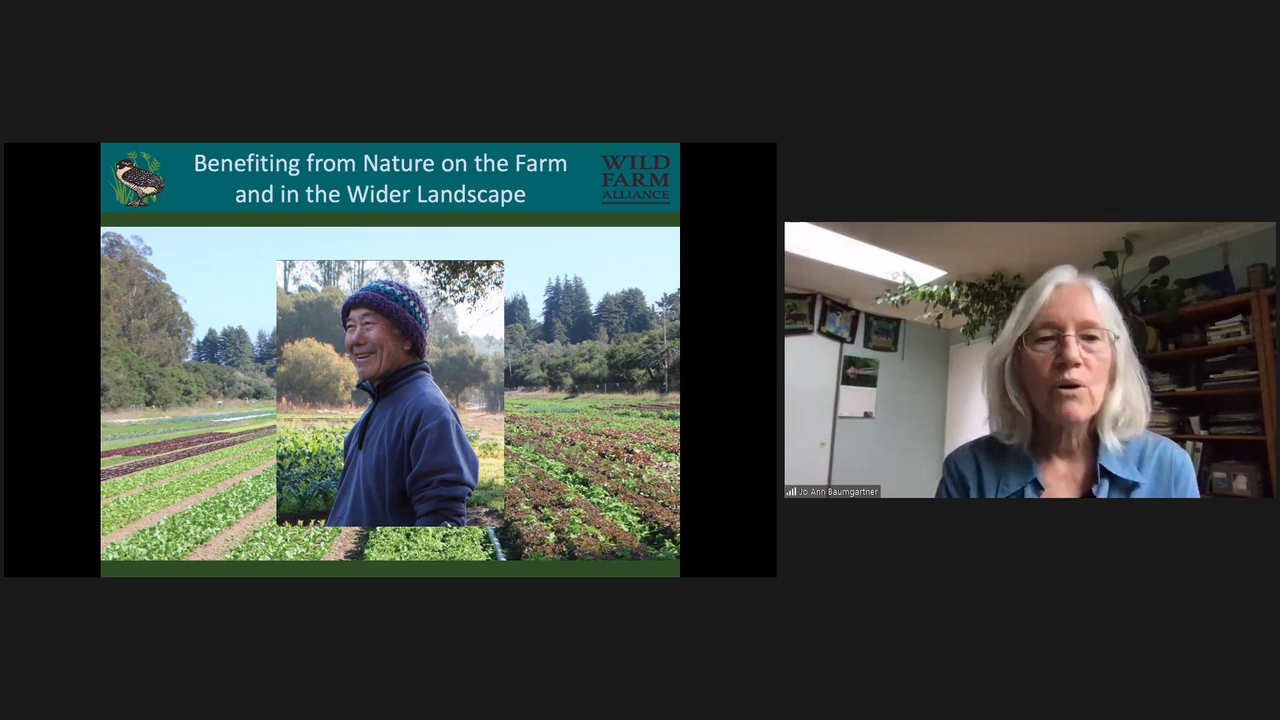 Benefiting from Nature on the Farm
and in the Wider Landscape
WILD
FARM
ALLIANCE
Jo Ann Baumgartner